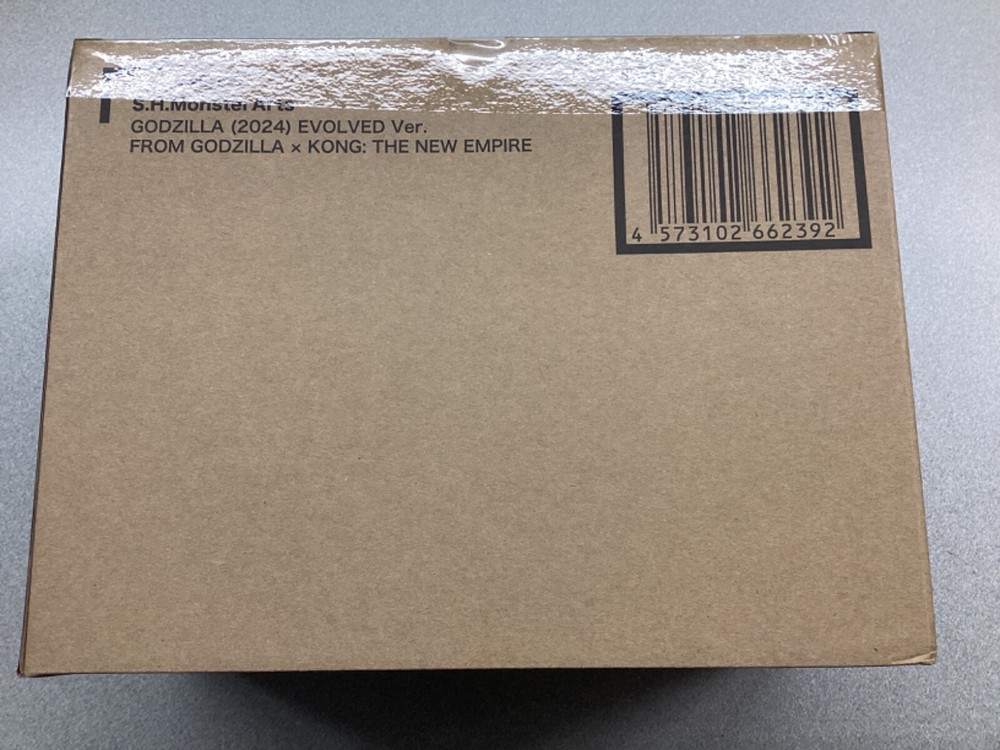 S.H.MonsterArts
GODZILLA (2024) EVOLVED Ver.
FROM GODZILLA × KONG: THE NEW EMPIRE
4 573102 662392